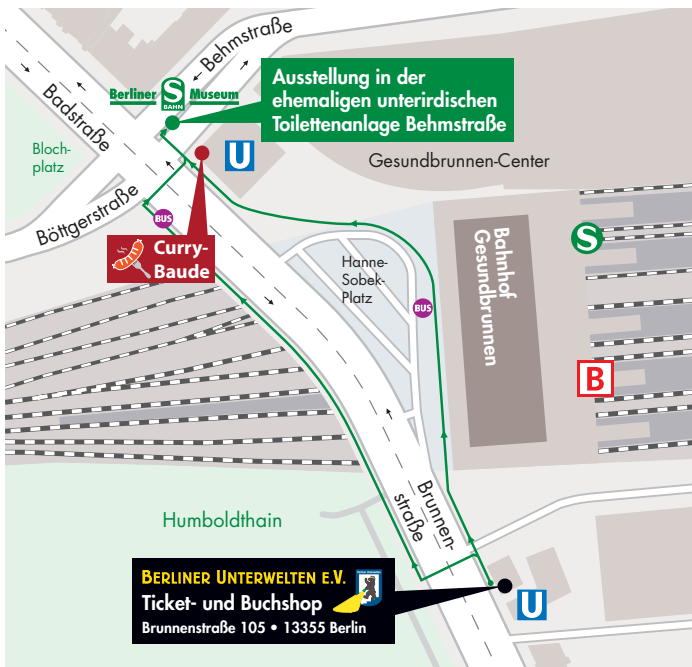 Behmstraße
Badstraße
Berliner S Museum
BAHN
Ausstellung in der
ehemaligen unterirdischen
Toilettenanlage Behmstraße
Bloch-
platz
U
Gesundbrunnen-Center
Böttgerstraße
BUS
Curry-
Baude
Hanne-
Sobek-
Platz
BUS
Bahnhof
Gesundbrunnen
S
B
Brunnen-
straße
Humboldthain
BERLINER UNTERWELTEN E.V.
Ticket- und Buchshop
Brunnenstraße 105 • 13355 Berlin
U